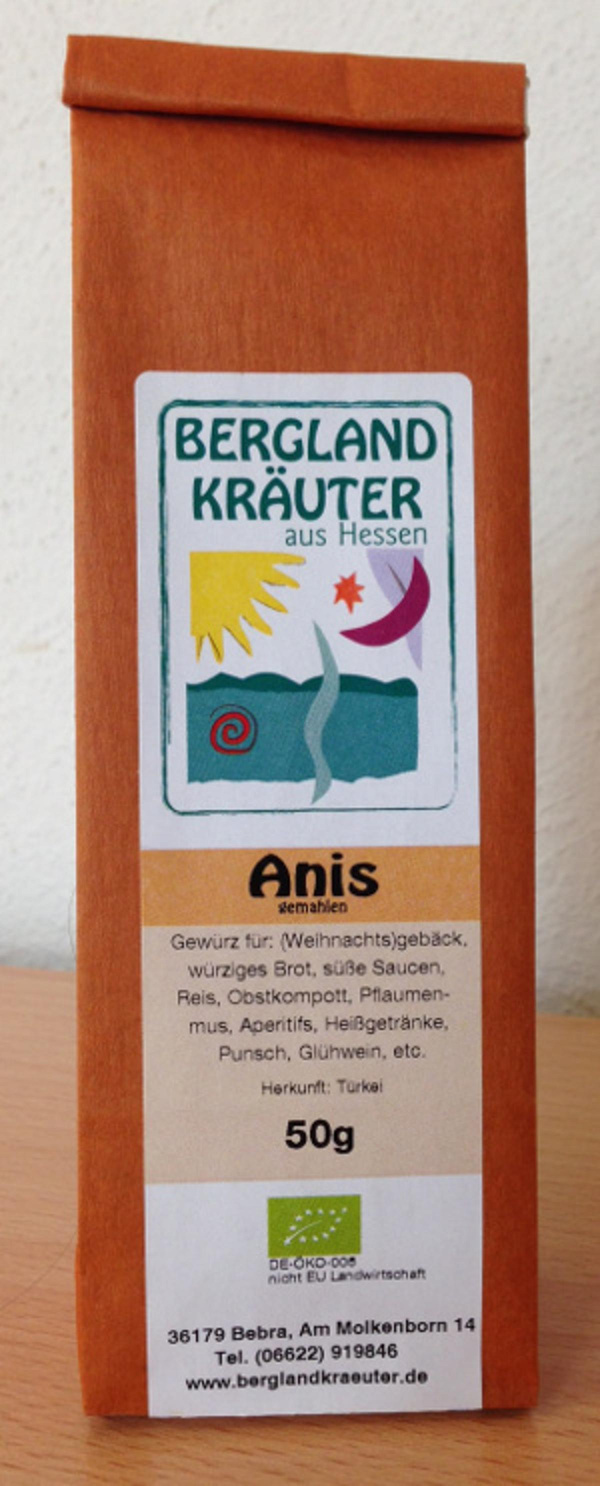 BERGLAND
KRÄUTER
aus Hessen
Anis
gemahlen
Gewürz für: (Weihnachts)gebäck,
würziges Brot, süße Saucen,
Reis, Obstkompott, Pflaumen-
mus, Aperitifs, Heißgetränke,
Punsch, Glühwein, etc.
Herkunft: Türkei
50g
DE-ÖKO-006
nicht EU Landwirtschaft
36179 Bebra, Am Molkenborn 14
Tel. (06622) 919846
www.berglandkraeuter.de